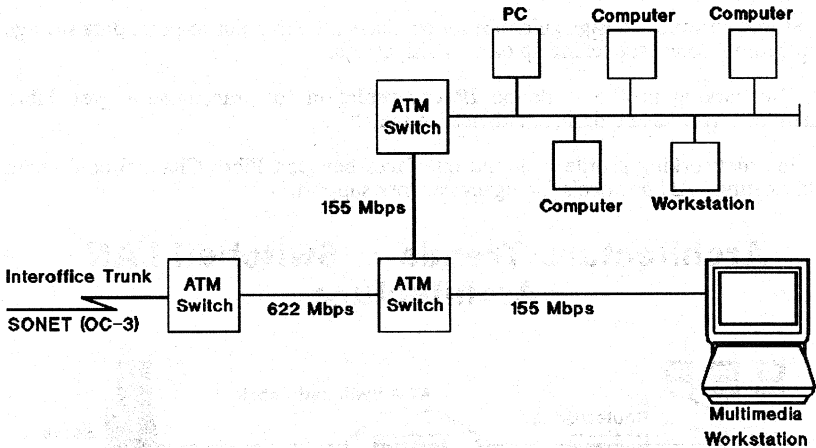 PC
Computer
Computer
ATM
Switch
Computer
Workstation
155 Mbps
Interoffice Trunk
SONET (OC-3)
ATM
Switch
622 Mbps
ATM
Switch
155 Mbps
Multimedia
Workstation